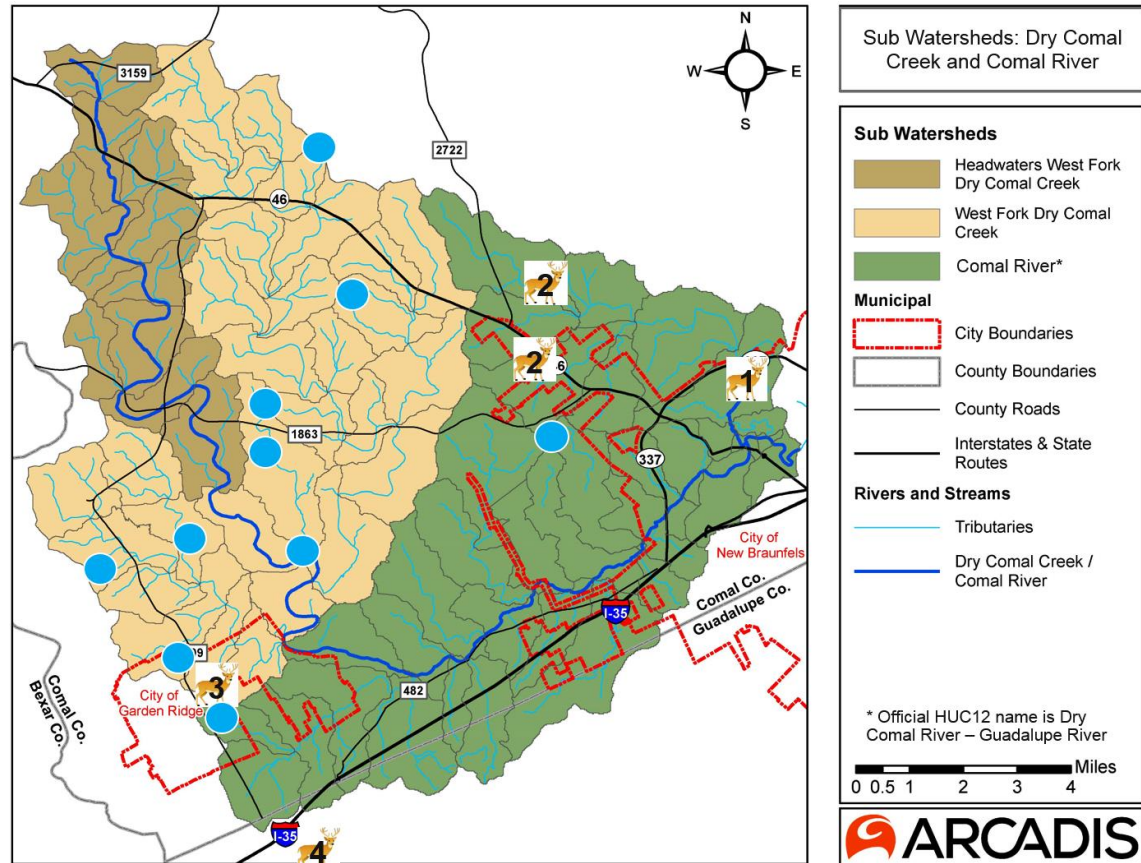 N
W
E
S
3159
2722
46
2
2
46
1
1863
337
City of
New Braunfels
Comal Co.
Guadalupe Co.
I-35
3
City of
Garden Ridge
482
Comal Co.
Bexar Co.
I-35
4
Sub Watersheds: Dry Comal
Creek and Comal River
Sub Watersheds
Headwaters West Fork
Dry Comal Creek
West Fork Dry Comal
Creek
Comal River*
Municipal
City Boundaries
County Boundaries
County Roads
Interstates & State
Routes
Rivers and Streams
Tributaries
Dry Comal Creek /
Comal River
* Official HUC12 name is Dry
Comal River – Guadalupe River
Miles
0 0.5 1 2 3 4
ARCADIS